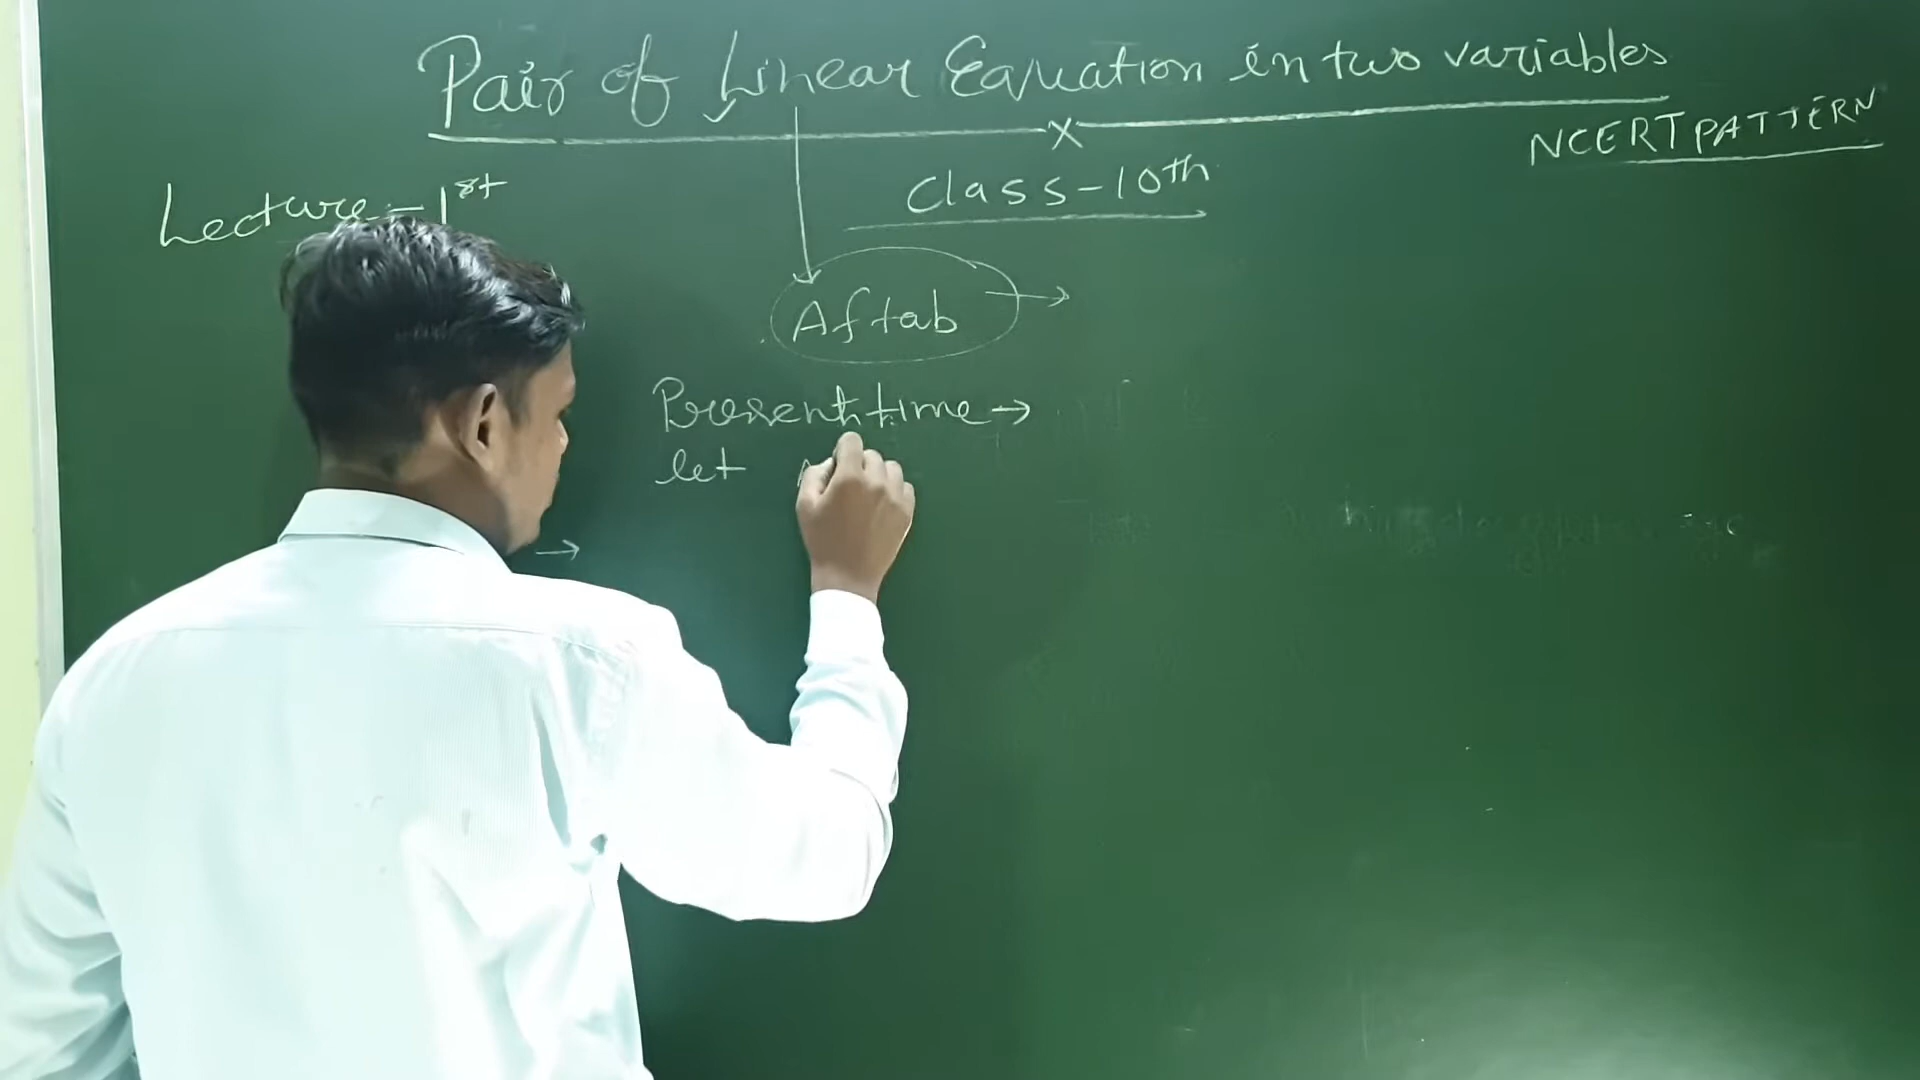 Pair of Linear Equation in two variables
x
NCERT PATTERN
Lecture - 1st
Class - 10th
Aftab →
Present time →
let
→